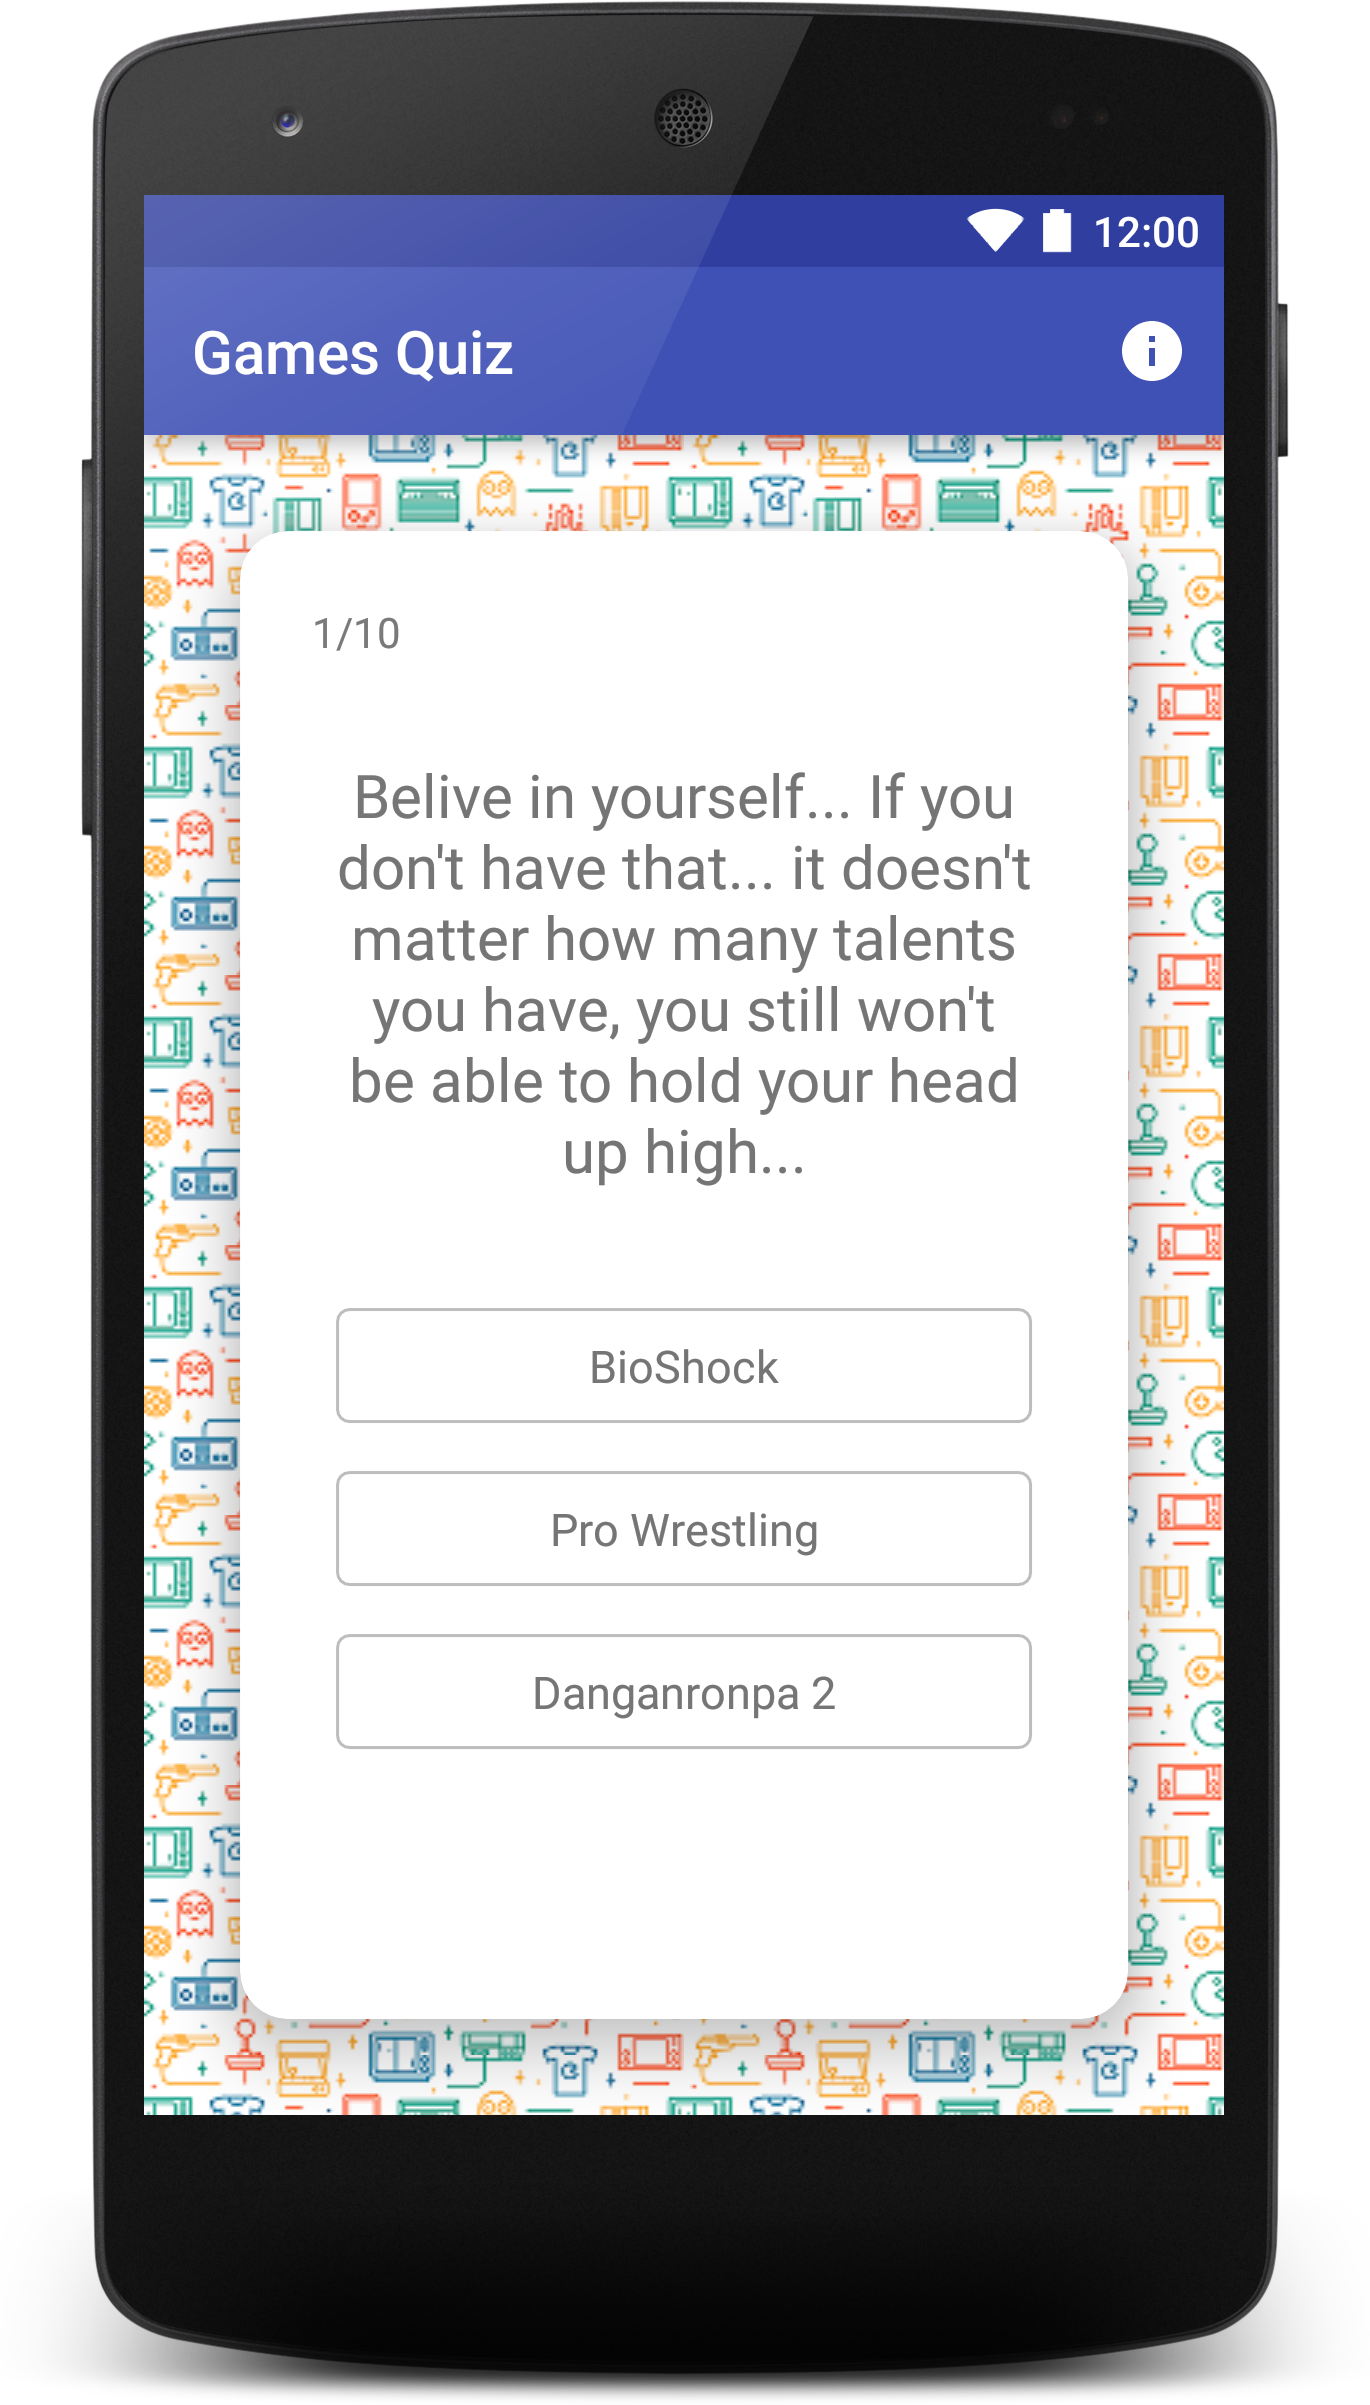 12:00
Games Quiz
1/10
Belive in yourself... If you
don't have that... it doesn't
matter how many talents
you have, you still won't
be able to hold your head
up high...
BioShock
Pro Wrestling
Danganronpa 2